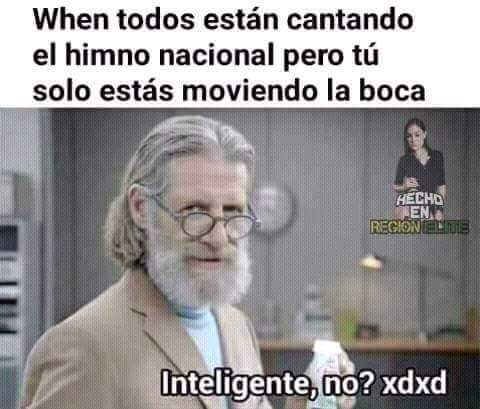 When todos están cantando
el himno nacional pero tú
solo estás moviendo la boca
HECHO
EN
REGION ELITE
Inteligente, no? xdxd